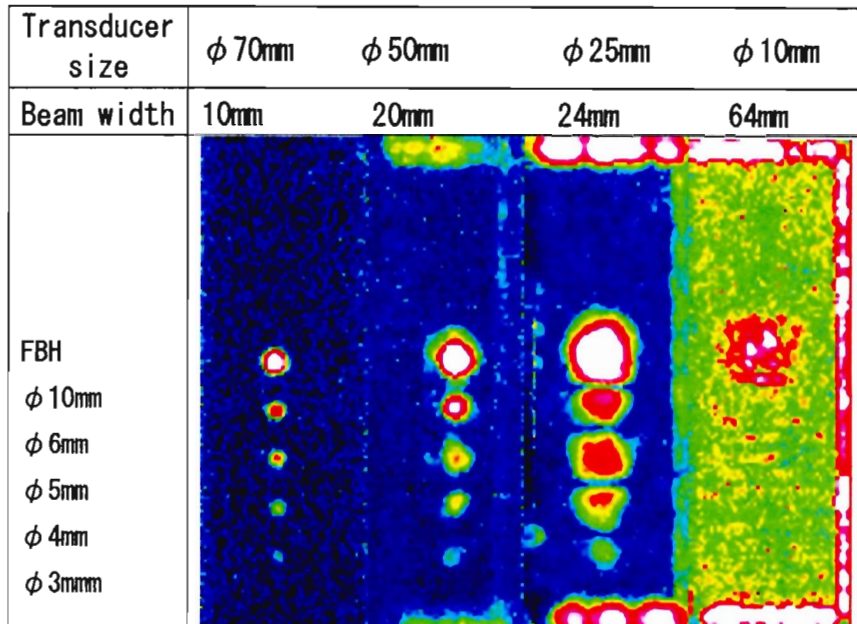 Transducer size φ70mm φ50mm φ25mm φ10mm
Beam width 10mm 20mm 24mm 64mm
FBH
φ10mm
φ6mm
φ5mm
φ4mm
φ3mmm